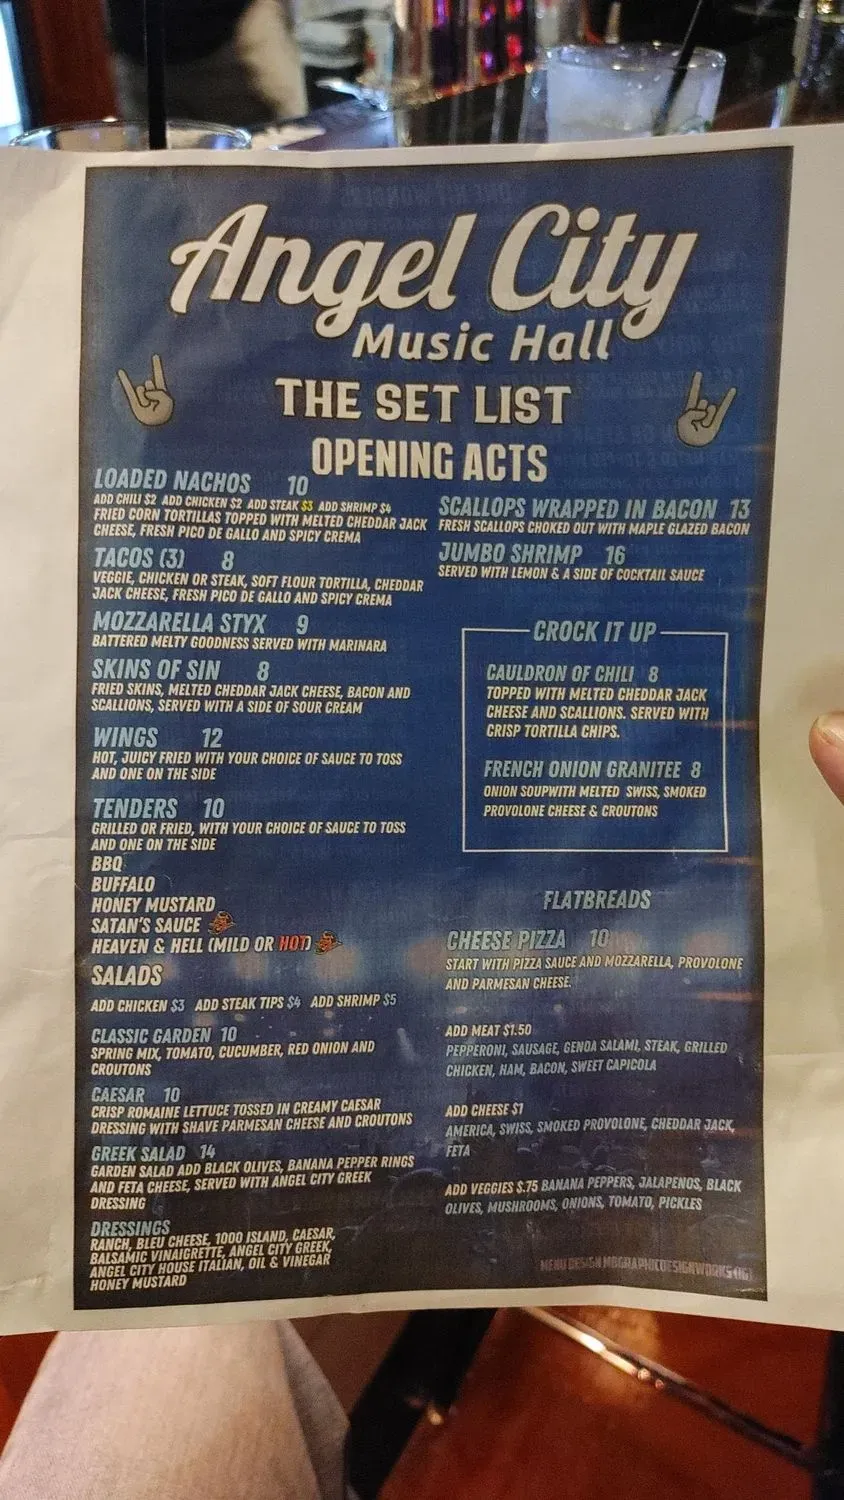 Angel City
Music Hall
THE SET LIST
OPENING ACTS
LOADED NACHOS 10
ADD CHILI $2 ADD CHICKEN $2 ADD STEAK $3 ADD SHRIMP $4
FRIED CORN TORTILLAS TOPPED WITH MELTED CHEDDAR JACK
CHEESE, FRESH PICO DE GALLO AND SPICY CREMA
TACOS (3) 8
VEGGIE, CHICKEN OR STEAK, SOFT FLOUR TORTILLA, CHEDDAR
JACK CHEESE, FRESH PICO DE GALLO AND SPICY CREMA
MOZZARELLA STYX 9
BATTERED MELTY GOODNESS SERVED WITH MARINARA
SKINS OF SIN 8
FRIED SKINS, MELTED CHEDDAR JACK CHEESE, BACON AND
SCALLIONS, SERVED WITH A SIDE OF SOUR CREAM
WINGS 12
HOT, JUICY FRIED WITH YOUR CHOICE OF SAUCE TO TOSS
AND ONE ON THE SIDE
TENDERS 10
GRILLED OR FRIED, WITH YOUR CHOICE OF SAUCE TO TOSS
AND ONE ON THE SIDE
BBQ
BUFFALO
HONEY MUSTARD
SATAN'S SAUCE
HEAVEN & HELL (MILD OR HOT)
SALADS
ADD CHICKEN $3 ADD STEAK TIPS $4 ADD SHRIMP $5
CLASSIC GARDEN 10
SPRING MIX, TOMATO, CUCUMBER, RED ONION AND
CROUTONS
CAESAR 10
CRISP ROMAINE LETTUCE TOSSED IN CREAMY CAESAR
DRESSING WITH SHAVE PARMESAN CHEESE AND CROUTONS
GREEK SALAD 14
GARDEN SALAD ADD BLACK OLIVES, BANANA PEPPER RINGS
AND FETA CHEESE, SERVED WITH ANGEL CITY GREEK
DRESSING
DRESSINGS
RANCH, BLEU CHEESE, 1000 ISLAND, CAESAR,
BALSAMIC VINAIGRETTE, ANGEL CITY GREEK,
ANGEL CITY HOUSE ITALIAN, OIL & VINEGAR
HONEY MUSTARD
SCALLOPS WRAPPED IN BACON 13
FRESH SCALLOPS CHOKED OUT WITH MAPLE GLAZED BACON
JUMBO SHRIMP 16
SERVED WITH LEMON & A SIDE OF COCKTAIL SAUCE
CROCK IT UP
CAULDRON OF CHILI 8
TOPPED WITH MELTED CHEDDAR JACK
CHEESE AND SCALLIONS. SERVED WITH
CRISP TORTILLA CHIPS.
FRENCH ONION GRANITEE 8
ONION SOUPWITH MELTED SWISS, SMOKED
PROVOLONE CHEESE & CROUTONS
FLATBREADS
CHEESE PIZZA 10
START WITH PIZZA SAUCE AND MOZZARELLA, PROVOLONE
AND PARMESAN CHEESE.
ADD MEAT $1.50
PEPPERONI, SAUSAGE, GENOA SALAMI, STEAK, GRILLED
CHICKEN, HAM, BACON, SWEET CAPICOLA
ADD CHEESE $1
AMERICA, SWISS, SMOKED PROVOLONE, CHEDDAR JACK,
FETA
ADD VEGGIES $.75 BANANA PEPPERS, JALAPENOS, BLACK
OLIVES, MUSHROOMS, ONIONS, TOMATO, PICKLES
MENU DESIGN